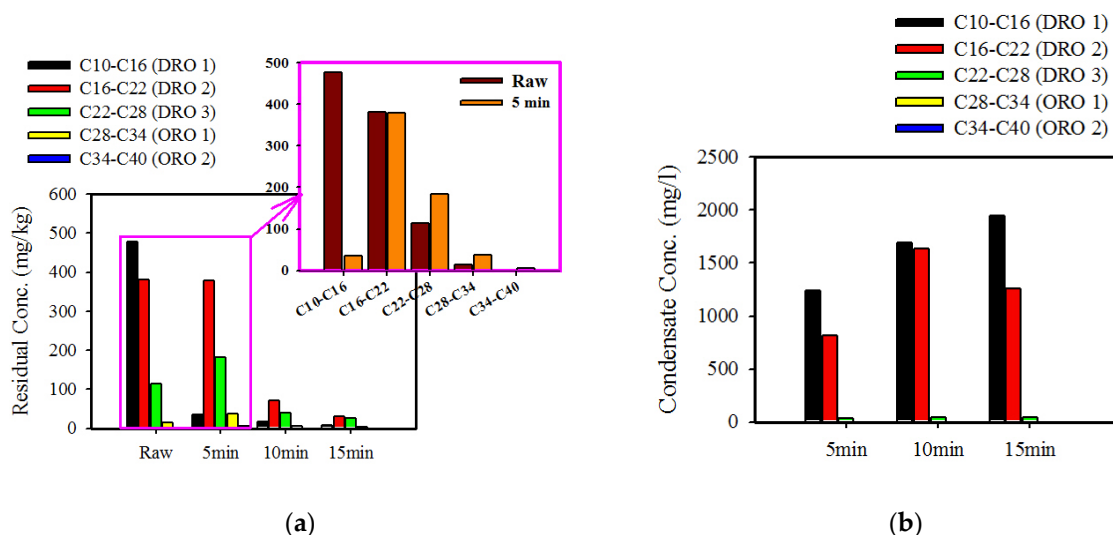 C10-C16 (DRO 1)
C16-C22 (DRO 2)
C22-C28 (DRO 3)
C28-C34 (ORO 1)
C34-C40 (ORO 2)
Residual Conc. (mg/kg)
600
500
400
300
200
100
0
Raw 5min 10min 15min
500
400
300
200
100
0
Raw
5 min
C10-C16
C16-C22
C22-C28
C28-C34
C34-C40
(a)
C10-C16 (DRO 1)
C16-C22 (DRO 2)
C22-C28 (DRO 3)
C28-C34 (ORO 1)
C34-C40 (ORO 2)
Condensate Conc. (mg/l)
2500
2000
1500
1000
500
0
5min 10min 15min
(b)